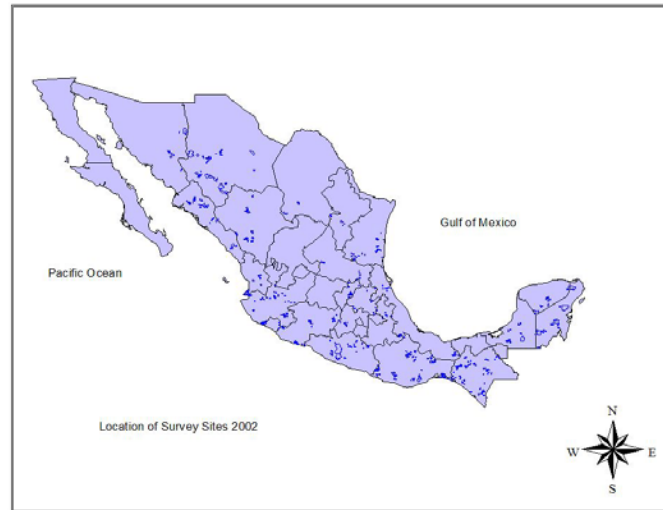 Gulf of Mexico
Pacific Ocean
Location of Survey Sites 2002
N
W E
S